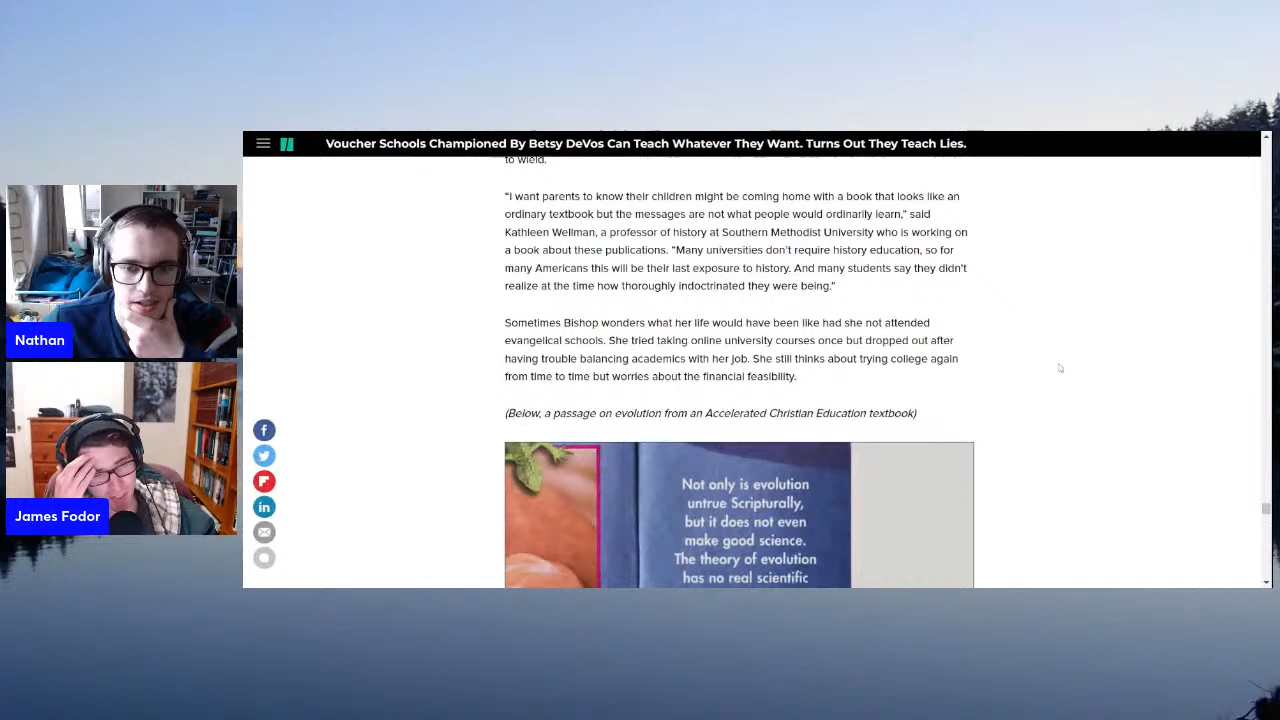 Voucher Schools Championed By Betsy DeVos Can Teach Whatever They Want. Turns Out They Teach Lies.
to wield.
“I want parents to know their children might be coming home with a book that looks like an
ordinary textbook but the messages are not what people would ordinarily learn,” said
Kathleen Wellman, a professor of history at Southern Methodist University who is working on
a book about these publications. “Many universities don’t require history education, so for
many Americans this will be their last exposure to history. And many students say they didn’t
realize at the time how thoroughly indoctrinated they were being.”
Sometimes Bishop wonders what her life would have been like had she not attended
evangelical schools. She tried taking online university courses once but dropped out after
having trouble balancing academics with her job. She still thinks about trying college again
from time to time but worries about the financial feasibility.
(Below, a passage on evolution from an Accelerated Christian Education textbook)
Not only is evolution
untrue Scripturally,
but it does not even
make good science.
The theory of evolution
has no real scientific
Nathan
James Fodor